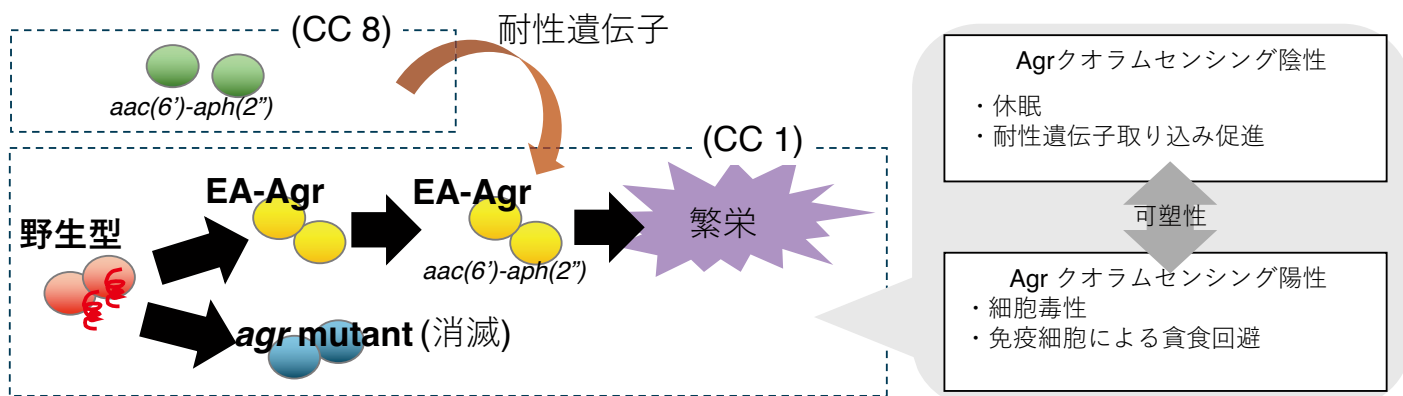 (CC 8)
耐性遺伝子
aac(6’)-aph(2”)
(CC 1)
EA-Agr
EA-Agr
野生型
繁栄
aac(6’)-aph(2”)
agr mutant (消滅)
Agrクオラムセンシング陰性
・休眠
・耐性遺伝子取り込み促進
可塑性
Agr クオラムセンシング陽性
・細胞毒性
・免疫細胞による貪食回避